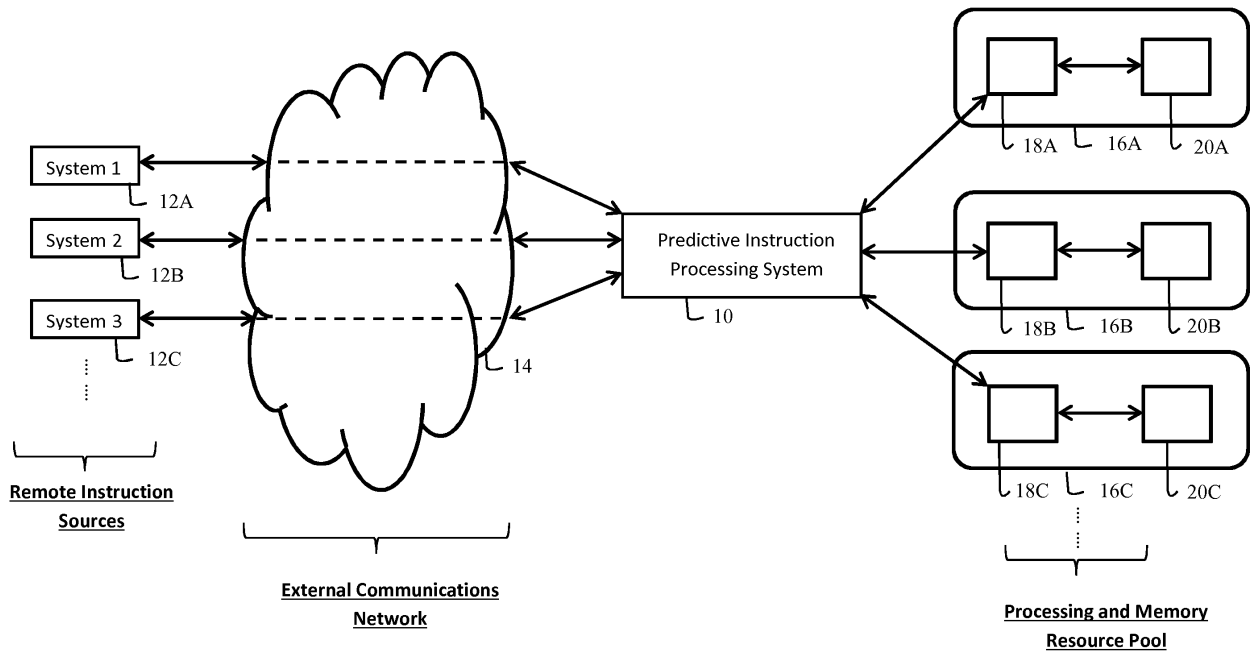 System 1
12A
System 2
12B
System 3
12C
Remote Instruction
Sources
14
External Communications
Network
Predictive Instruction
Processing System
10
18A
16A
20A
18B
16B
20B
18C
16C
20C
Processing and Memory
Resource Pool